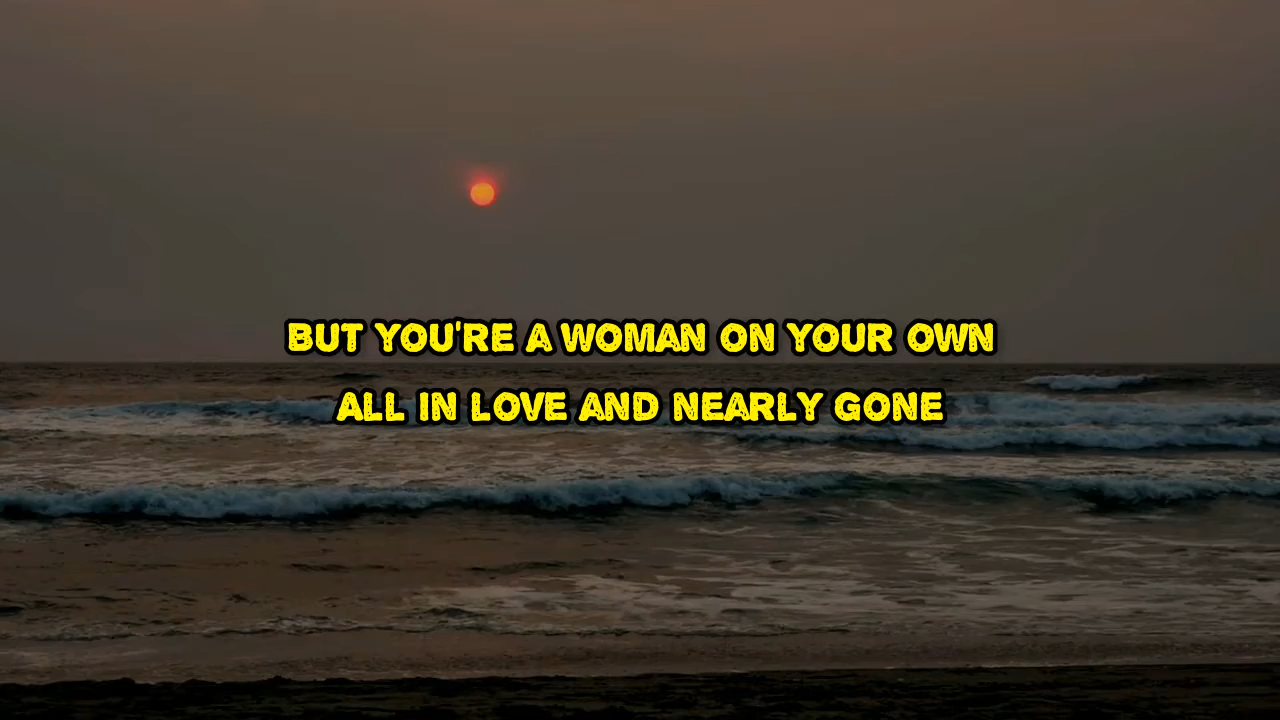 BUT YOU'RE A WOMAN ON YOUR OWN
ALL IN LOVE AND NEARLY GONE